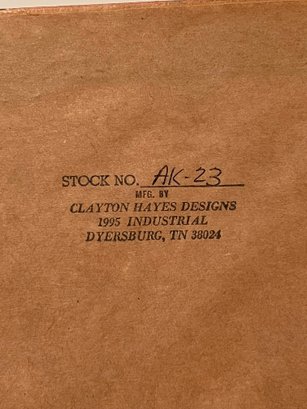 STOCK NO. AK-23
MFG. BY
CLAYTON HAYES DESIGNS
1995 INDUSTRIAL
DYERSBURG, TN 38024